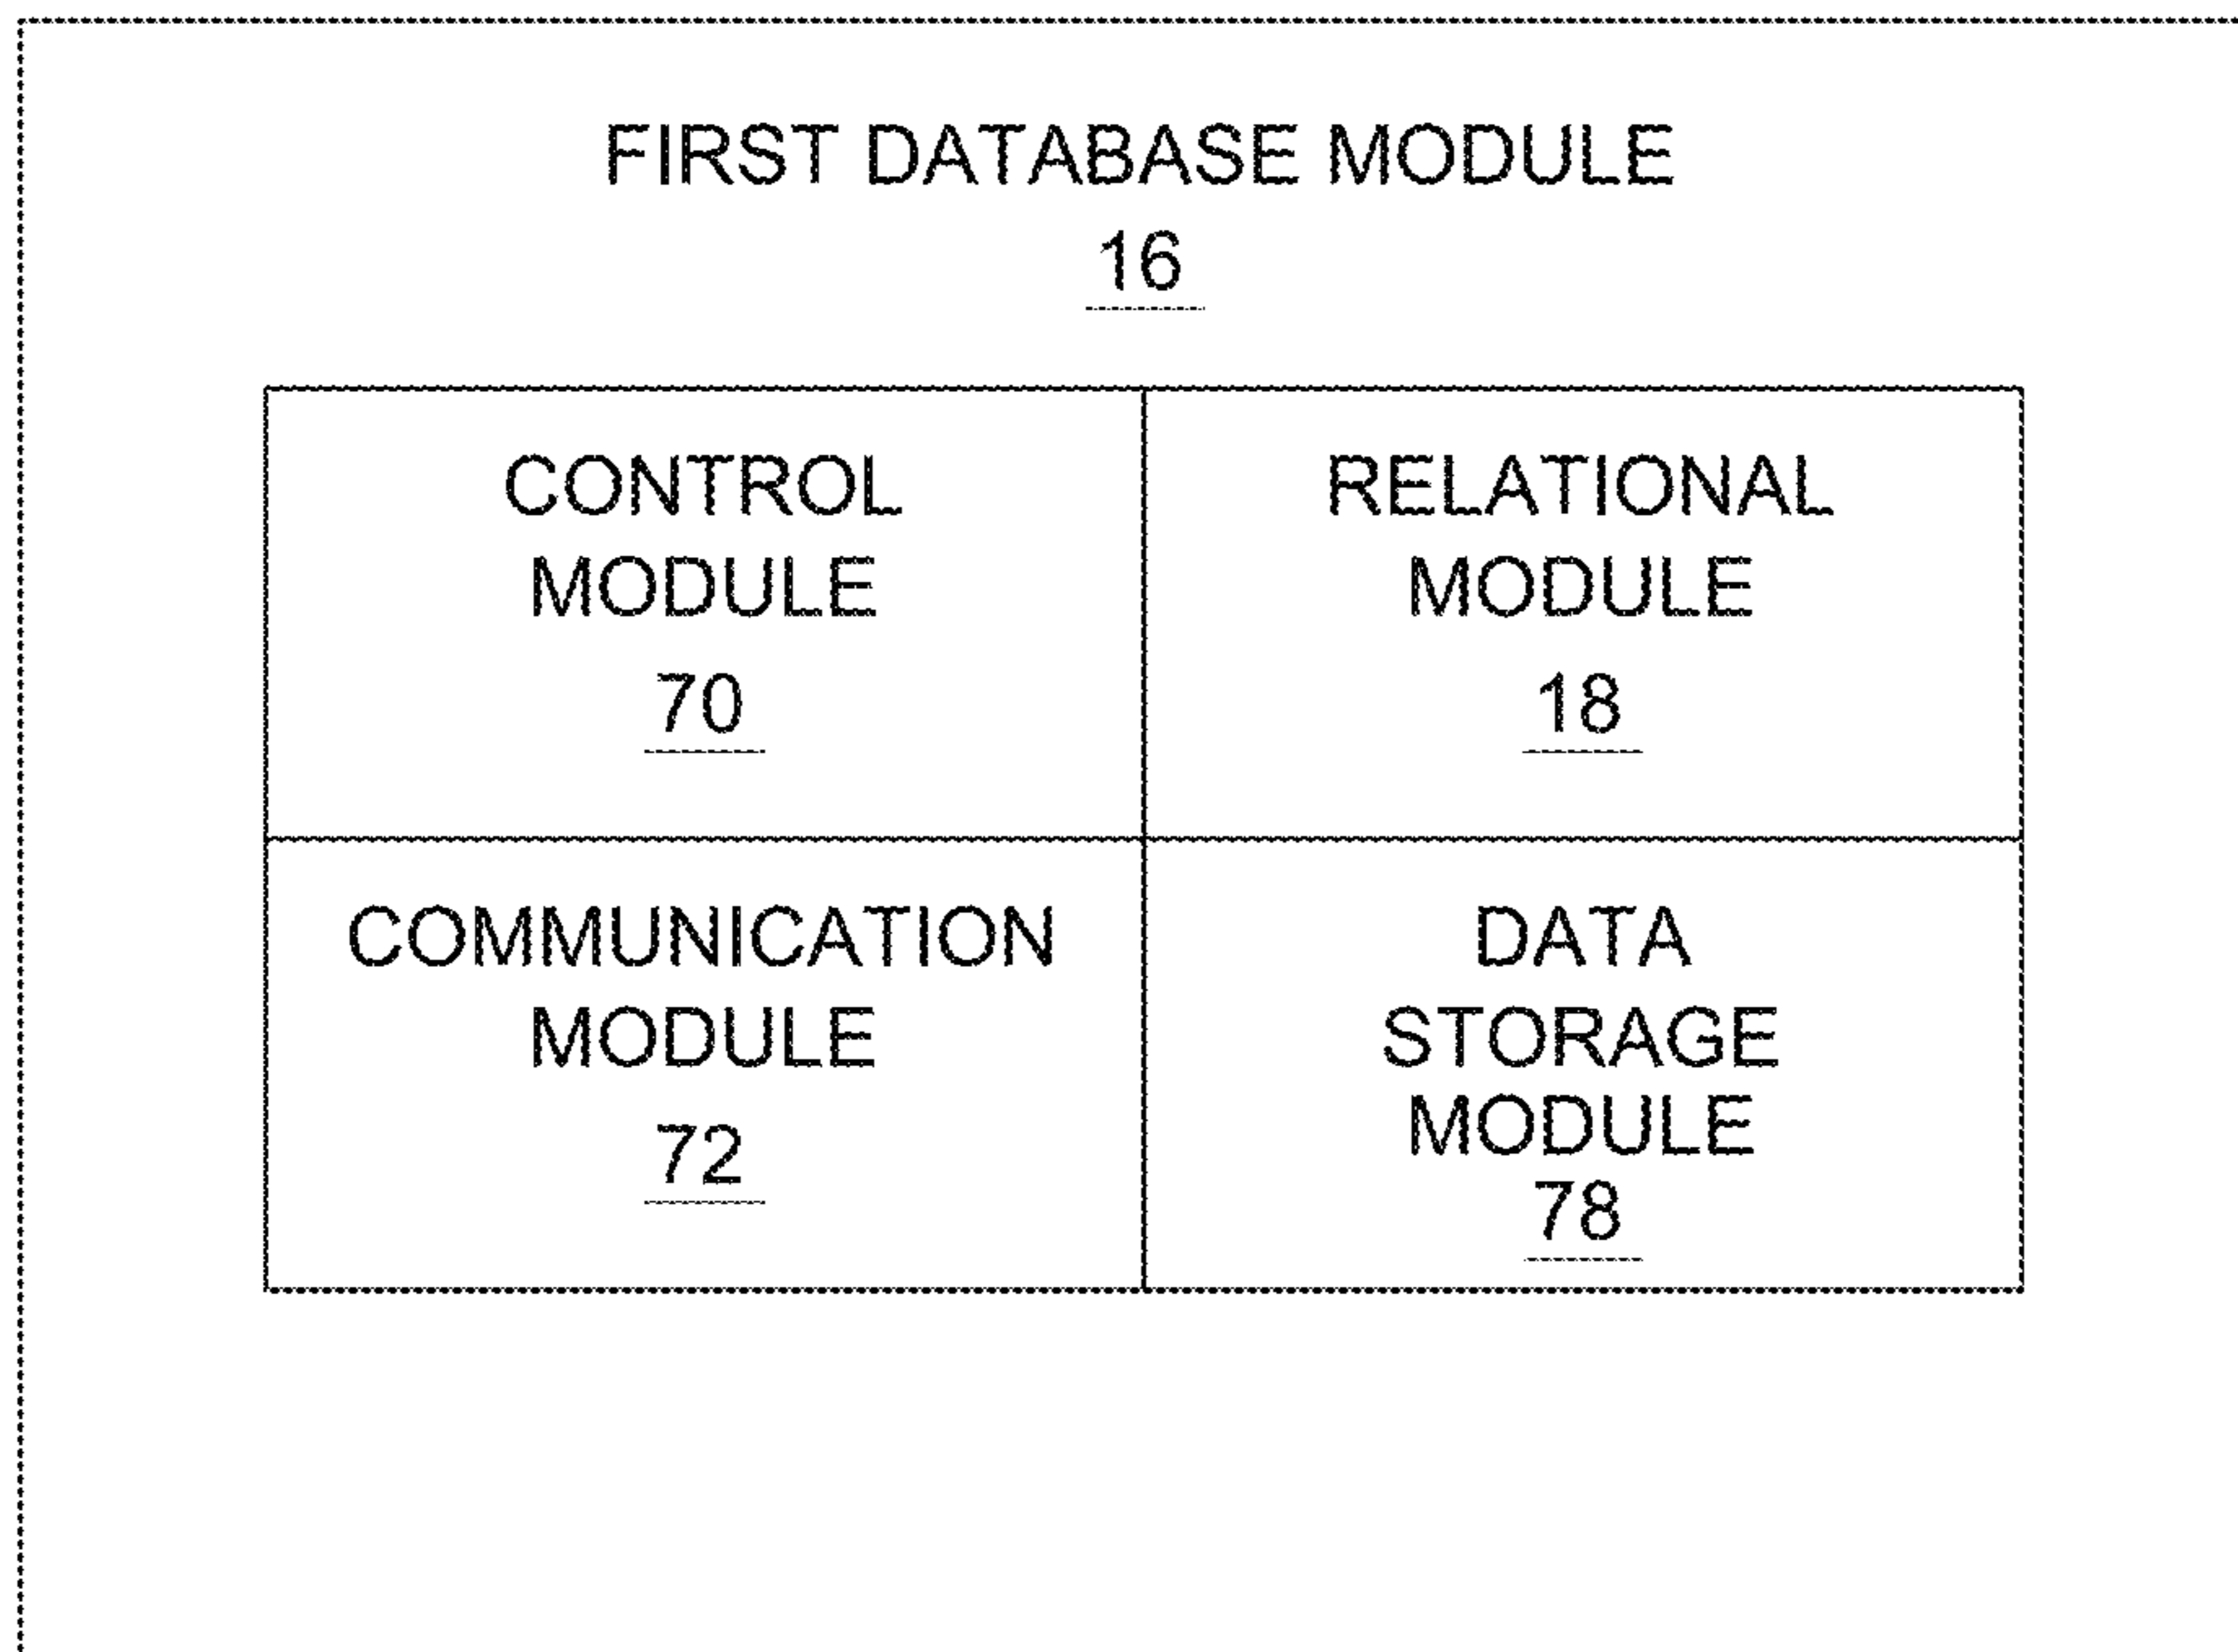 FIRST DATABASE MODULE
16
CONTROL
MODULE
70
RELATIONAL
MODULE
18
COMMUNICATION
MODULE
72
DATA
STORAGE
MODULE
78